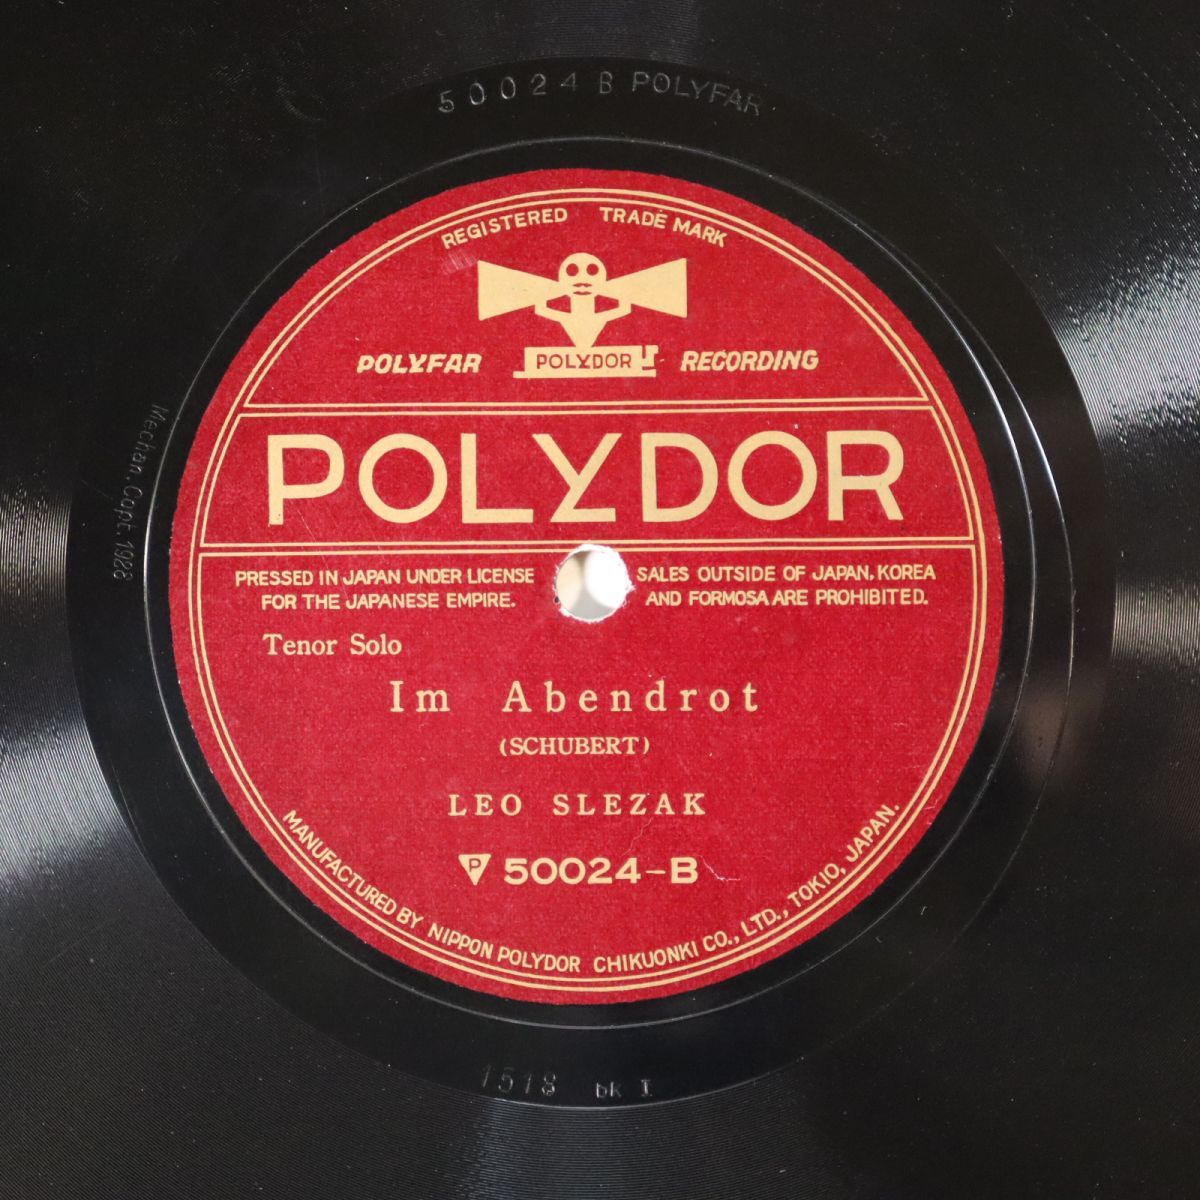 50024 B POLYFAR
REGISTERED TRADE MARK
POLYFAR POLYDOR RECORDING
POLYDOR
PRESSED IN JAPAN UNDER LICENSE
FOR THE JAPANESE EMPIRE.
SALES OUTSIDE OF JAPAN, KOREA
AND FORMOSA ARE PROHIBITED.
Tenor Solo
Im Abendrot
(SCHUBERT)
LEO SLEZAK
P 50024-B
MANUFACTURED BY NIPPON POLYDOR CHIKUONKI CO., LTD., TOKIO, JAPAN.
Mechan. Copr. 1928
1518 bk I